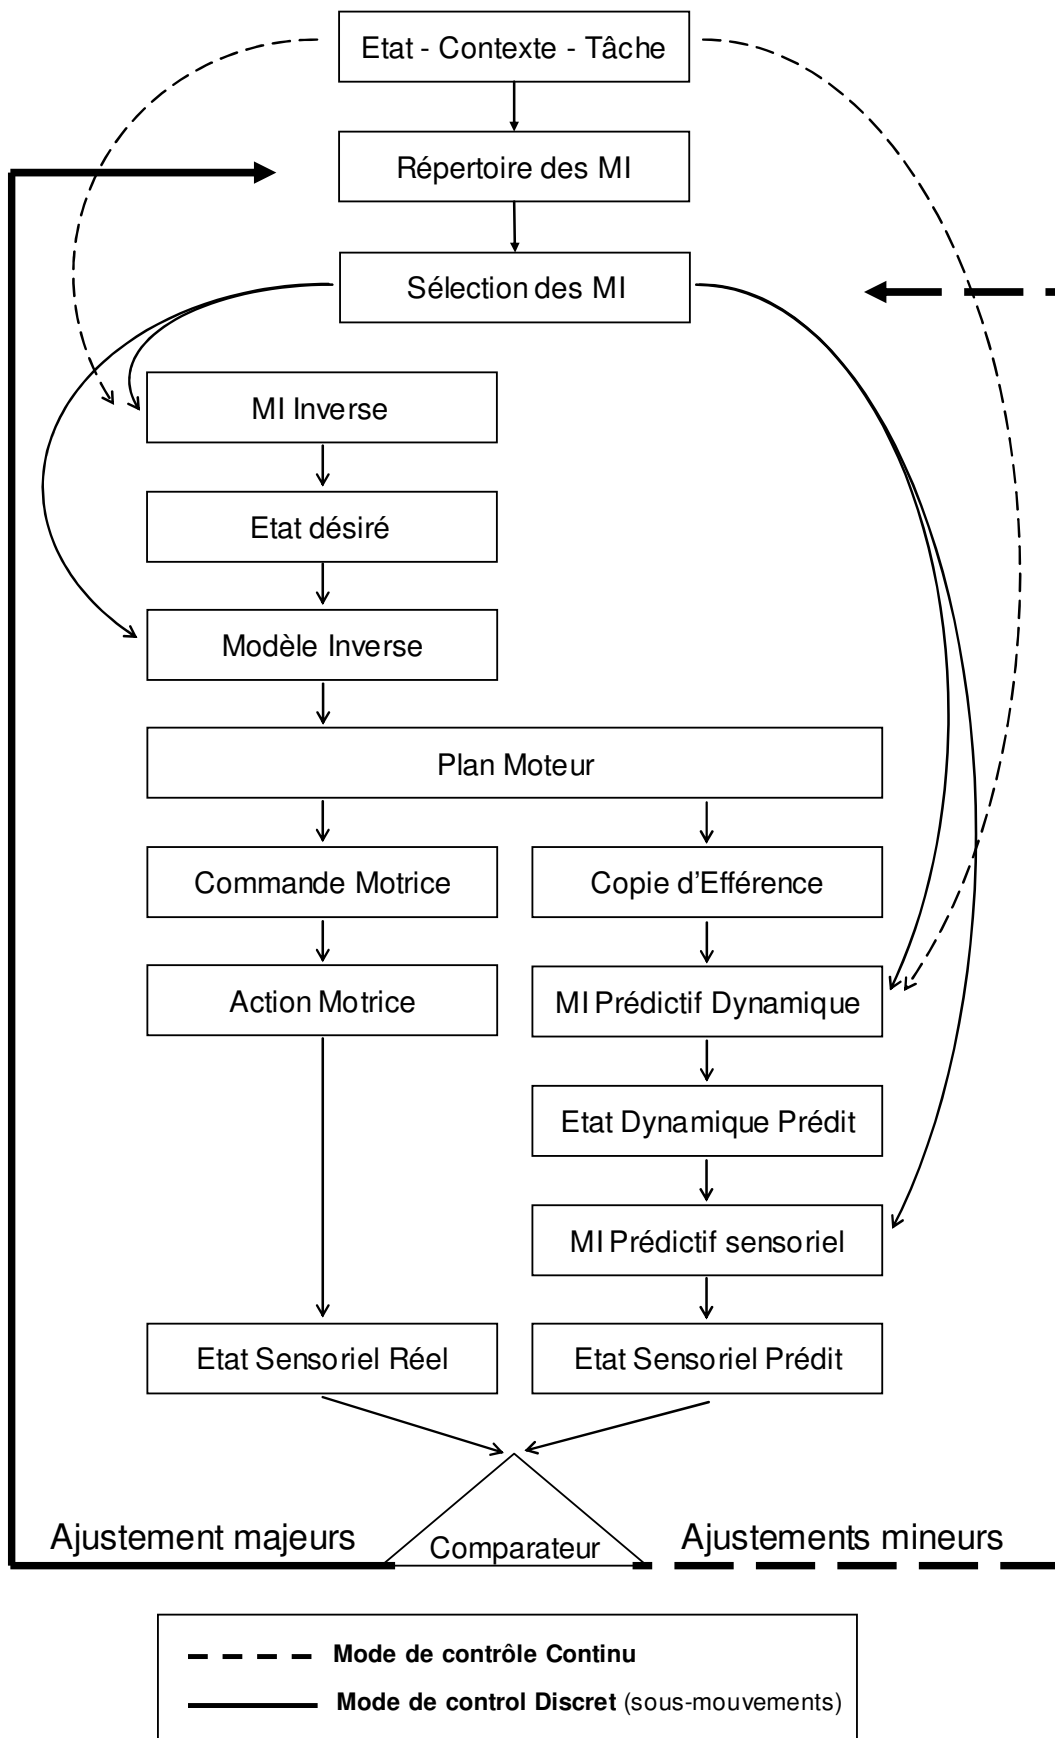 Etat - Contexte - Tâche
Répertoire des MI
Sélection des MI
MI Inverse
Etat désiré
Modèle Inverse
Plan Moteur
Commande Motrice
Copie d'Efférence
Action Motrice
MI Prédictif Dynamique
Etat Dynamique Prédit
MI Prédictif sensoriel
Etat Sensoriel Réel
Etat Sensoriel Prédit
Ajustement majeurs
Comparateur
Ajustements mineurs
Mode de contrôle Continu
Mode de control Discret (sous-mouvements)